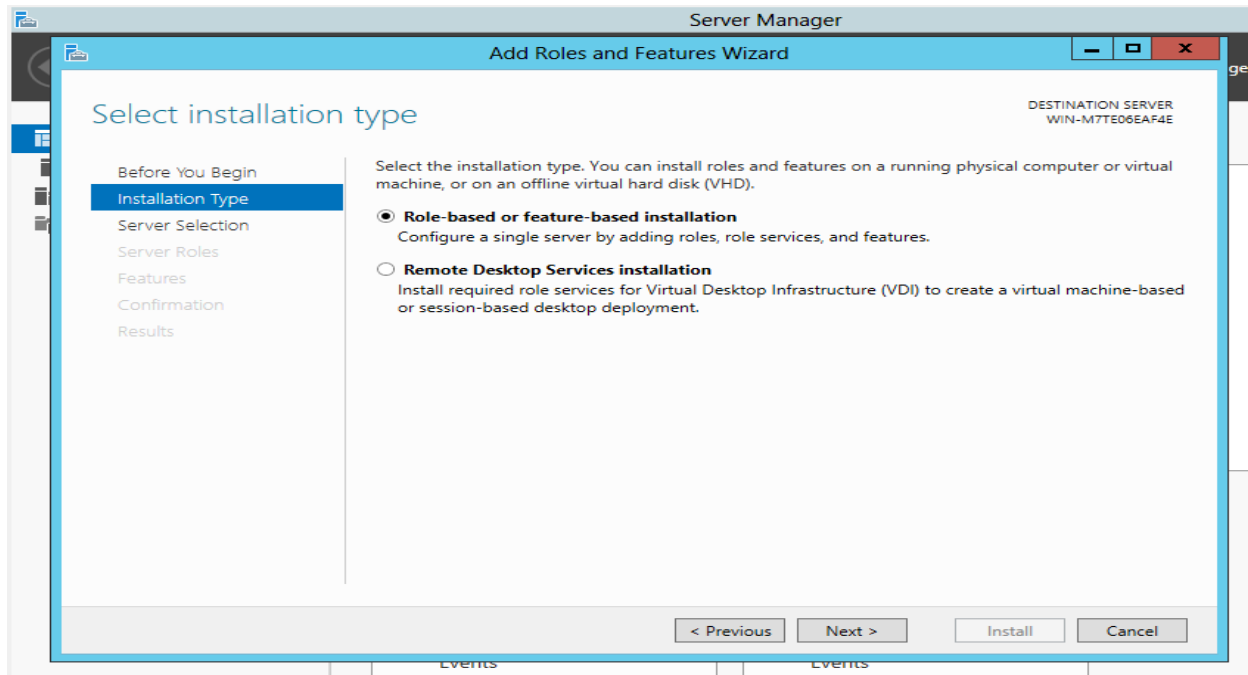 Server Manager
Add Roles and Features Wizard
ge
Select installation type
DESTINATION SERVER
WIN-M7TE06EAF4E
Before You Begin
Installation Type
Server Selection
Server Roles
Features
Confirmation
Results
Select the installation type. You can install roles and features on a running physical computer or virtual
machine, or on an offline virtual hard disk (VHD).
Role-based or feature-based installation
Configure a single server by adding roles, role services, and features.
Remote Desktop Services installation
Install required role services for Virtual Desktop Infrastructure (VDI) to create a virtual machine-based
or session-based desktop deployment.
< Previous
Next >
Install
Cancel
Events
Events